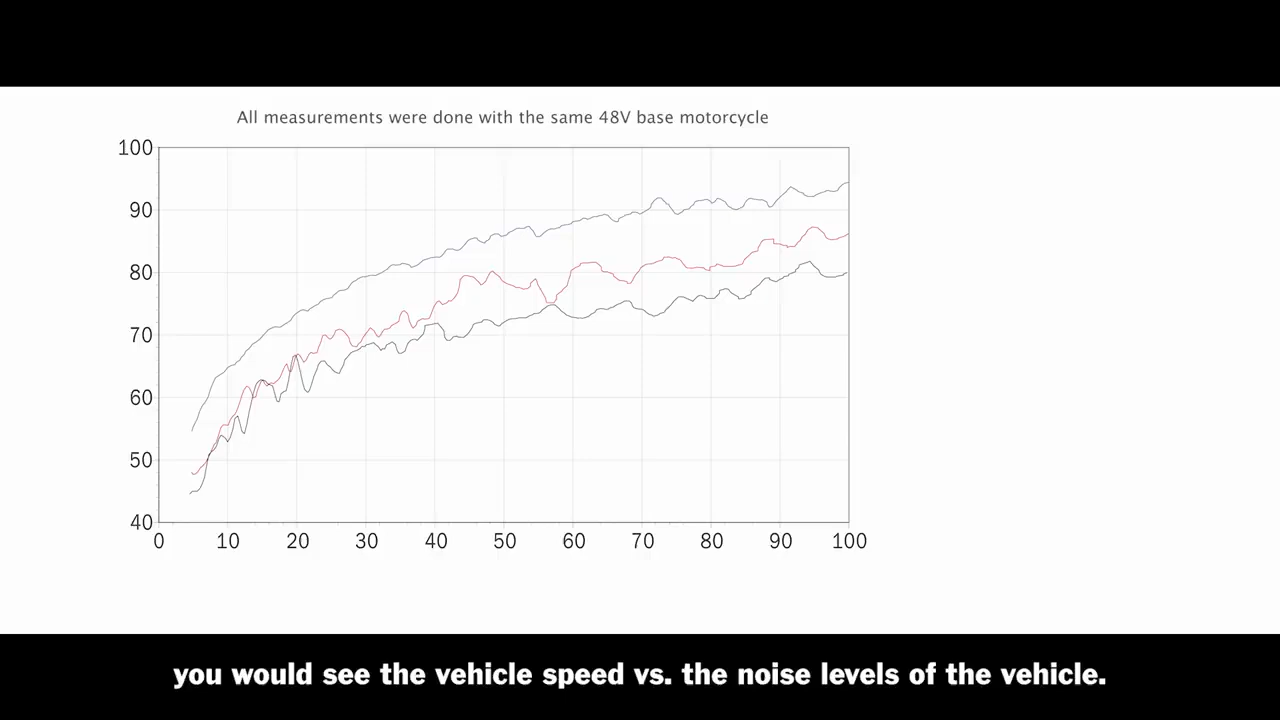 All measurements were done with the same 48V base motorcycle
100
90
80
70
60
50
40
0 10 20 30 40 50 60 70 80 90 100
you would see the vehicle speed vs. the noise levels of the vehicle.